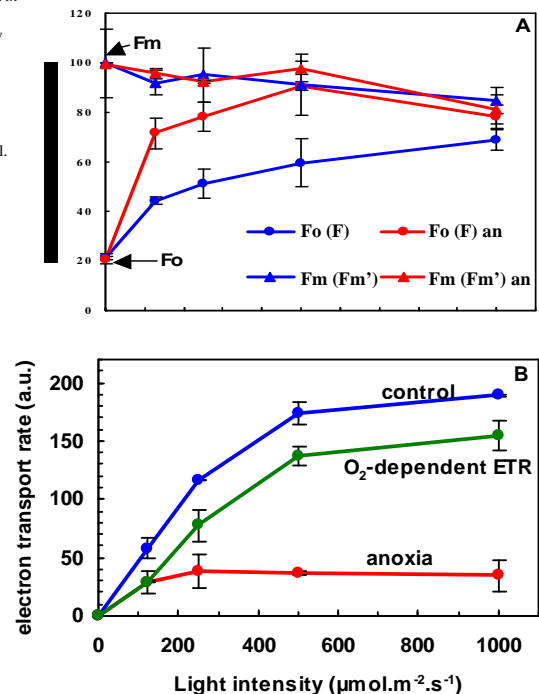 l.
120
100
80
60
40
20
0
A
Fm
Fo
Fo (F)
Fo (F) an
Fm (Fm')
Fm (Fm') an
B
electron transport rate (a.u.)
200
150
100
50
0
control
O₂-dependent ETR
anoxia
0 200 400 600 800 1000
Light intensity (µmol.m⁻².s⁻¹)